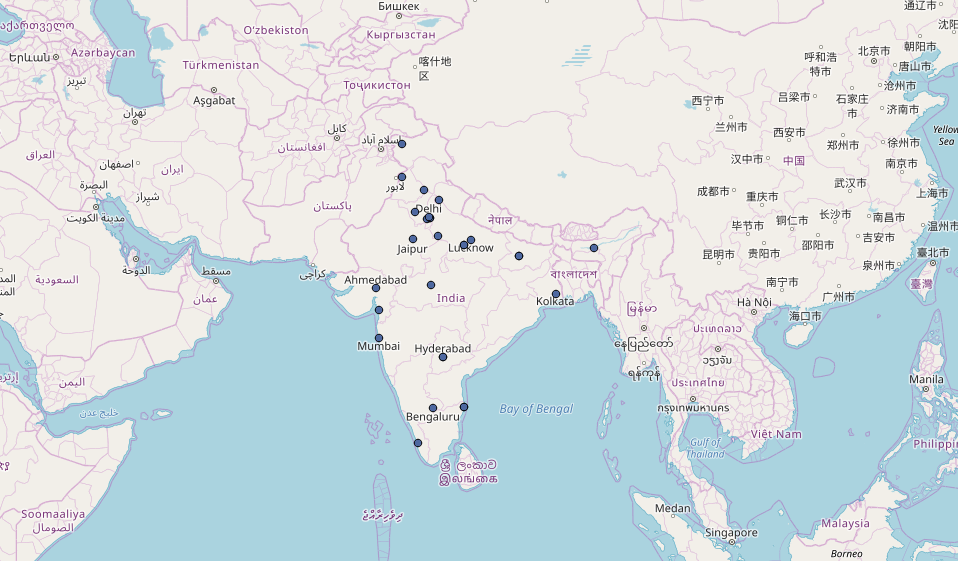 Бишкек
通辽市
沈阳
O'zbekiston
Кыргызстан
朝阳市
Azərbaycan
Երևան
北京市
呼和浩
特市
喀什地
区
唐山市
Türkmenistan
تبریز
Тоҷикистон
沧州市
Aşgabat
西宁市
吕梁市
石家庄
市
济南市
تهران
兰州市
西安市
Yellow
Sea
کابل
اسلام آباد
郑州市
徐州市
افغانستان
العراق
اصفهان
汉中市
中国
南京市
ایران
البصرة
لاہور
成都市
重庆市
武汉市
上海市
شیراز
پاکستان
Delhi
مدينة الكويت
नेपाल
毕节市
铜仁市
长沙市
南昌市
温州市
Jaipur
Lucknow
昆明市
贵阳市
邵阳市
吉安市
臺北市
泉州市
الدوحة
مسقط
کراچی
বাংলাদেশ
السعودية
Ahmedabad
南宁市
臺灣
عمان
India
Kolkata
မြန်မာ
Hà Nội
广州市
海口市
ປະເທດລາວ
Mumbai
Hyderabad
နေပြည်တော်
ວຽງຈັນ
ရန်ကုန်
ประเทศไทย
اليمن
Manila
خليج عدن
Bengaluru
Bay of Bengal
กรุงเทพมหานคร
Việt Nam
Gulf of
Thailand
Philippin
ශ්‍රී ලංකාව
இலங்கை
Soomaaliya
الصومال
ދިވެހިރާއްޖެ
Medan
Singapore
Malaysia
Borneo